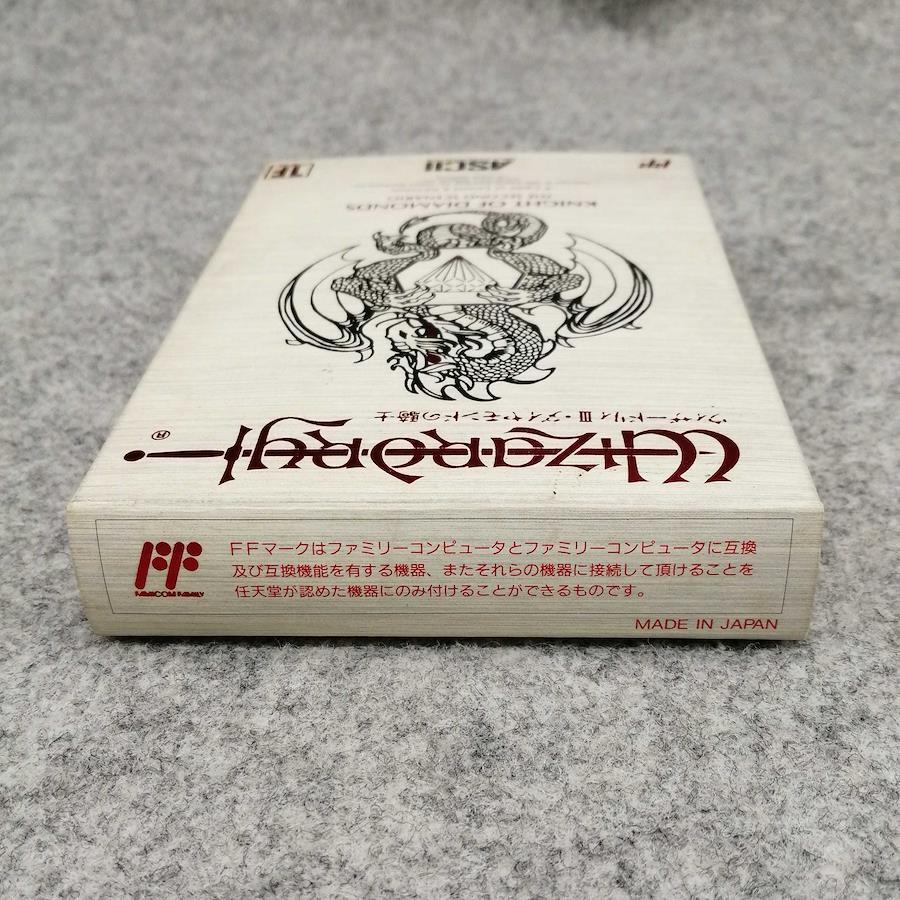 Wizardry
®
ウィザードリィIII・ダイヤモンドの騎士
KNIGHT OF DIAMONDS
THE SECOND SCENARIO
ASCII
FF
FAMICOM FAMILY
FFマークはファミリーコンピュータとファミリーコンピュータに互換
及び互換機能を有する機器、またそれらの機器に接続して頂けることを
任天堂が認めた機器にのみ付けることができるものです。
MADE IN JAPAN